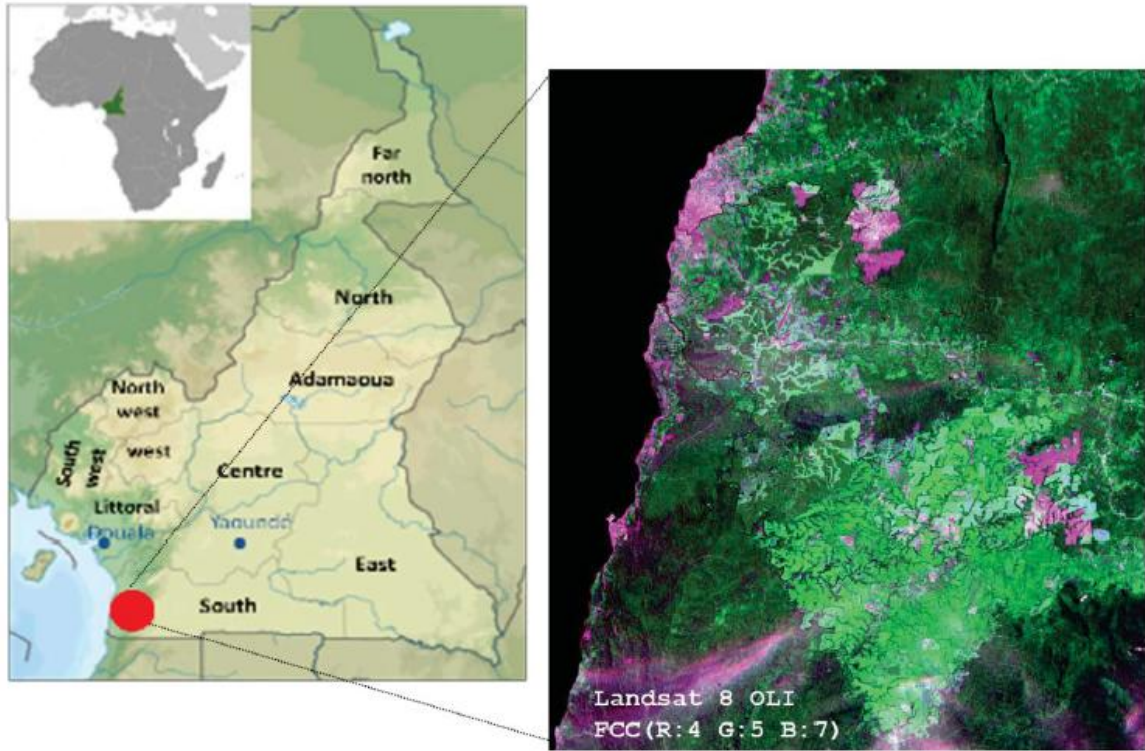 Far
north
North
Adamaoua
North
west
west
South
west
Centre
Littoral
Douala
Yaoundé
East
South
Landsat 8 OLI
FCC(R:4 G:5 B:7)